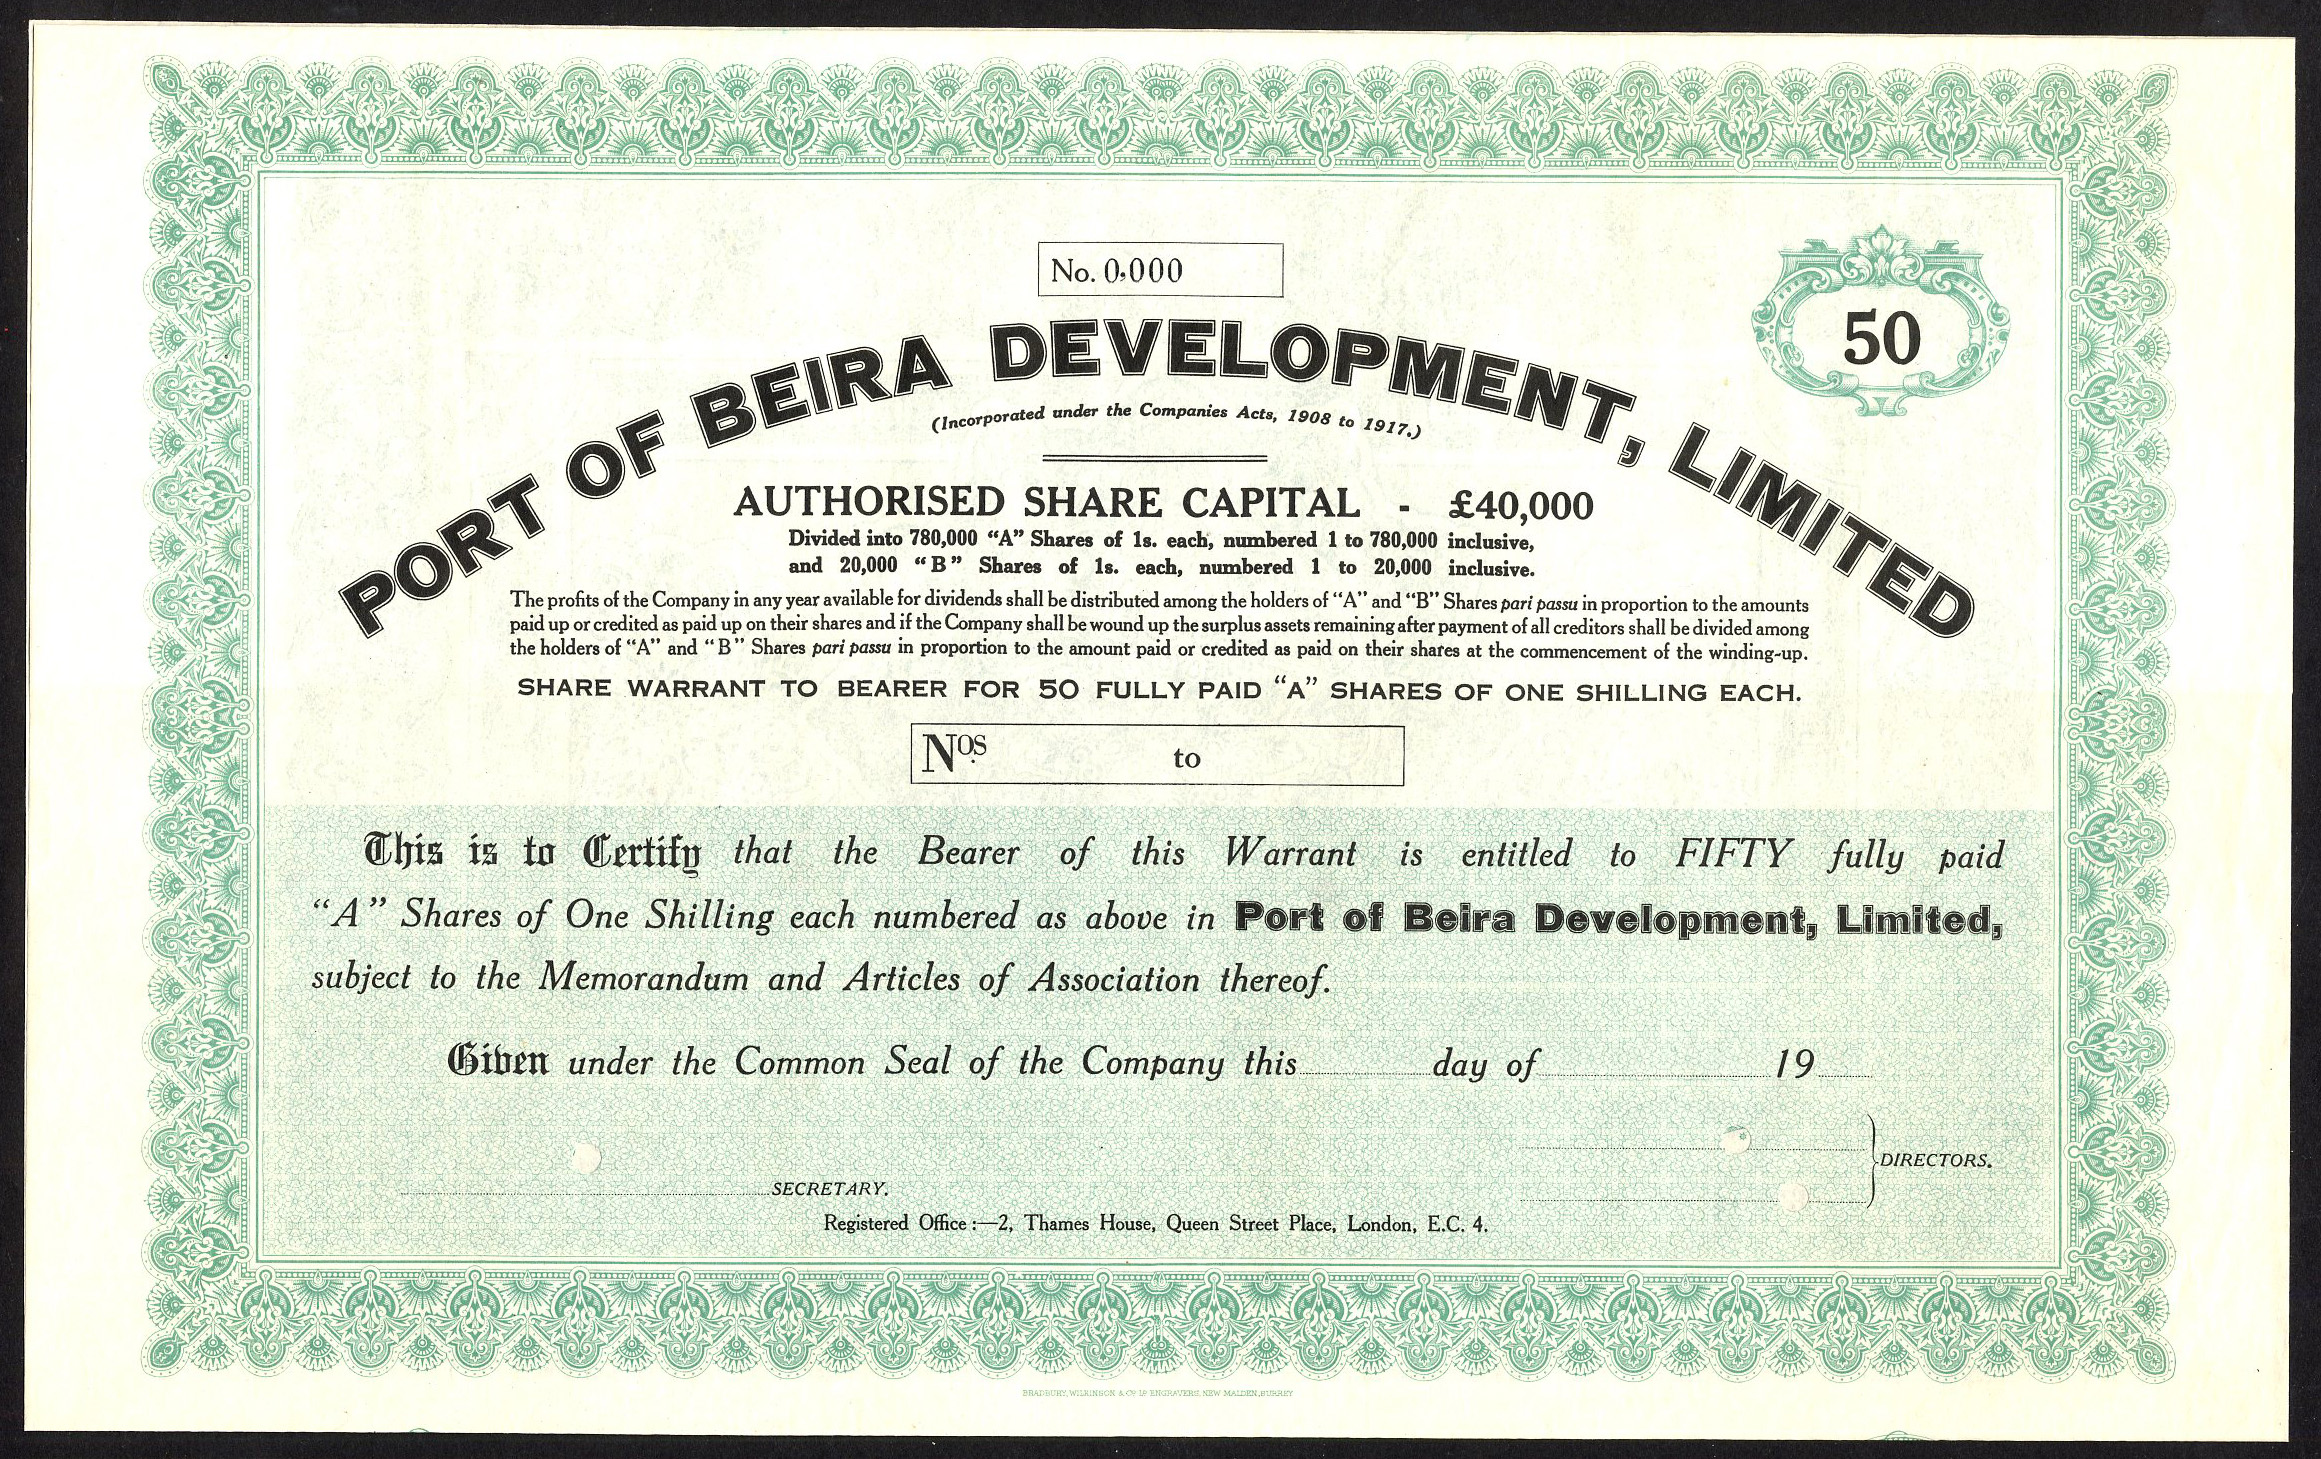 No. 0,000
50
PORT OF BEIRA DEVELOPMENT, LIMITED
(Incorporated under the Companies Acts, 1908 to 1917.)
AUTHORISED SHARE CAPITAL - £40,000
Divided into 780,000 “A” Shares of 1s. each, numbered 1 to 780,000 inclusive,
and 20,000 “B” Shares of 1s. each, numbered 1 to 20,000 inclusive.
The profits of the Company in any year available for dividends shall be distributed among the holders of “A” and “B” Shares pari passu in proportion to the amounts
paid up or credited as paid up on their shares and if the Company shall be wound up the surplus assets remaining after payment of all creditors shall be divided among
the holders of “A” and “B” Shares pari passu in proportion to the amount paid or credited as paid on their shares at the commencement of the winding-up.
SHARE WARRANT TO BEARER FOR 50 FULLY PAID “A” SHARES OF ONE SHILLING EACH.
Nos. to
This is to Certify that the Bearer of this Warrant is entitled to FIFTY fully paid
“A” Shares of One Shilling each numbered as above in Port of Beira Development, Limited,
subject to the Memorandum and Articles of Association thereof.
Given under the Common Seal of the Company this day of 19
DIRECTORS.
SECRETARY.
Registered Office :—2, Thames House, Queen Street Place, London, E.C. 4.
BRADBURY, WILKINSON & Co. Ld. ENGRAVERS, NEW MALDEN, SURREY